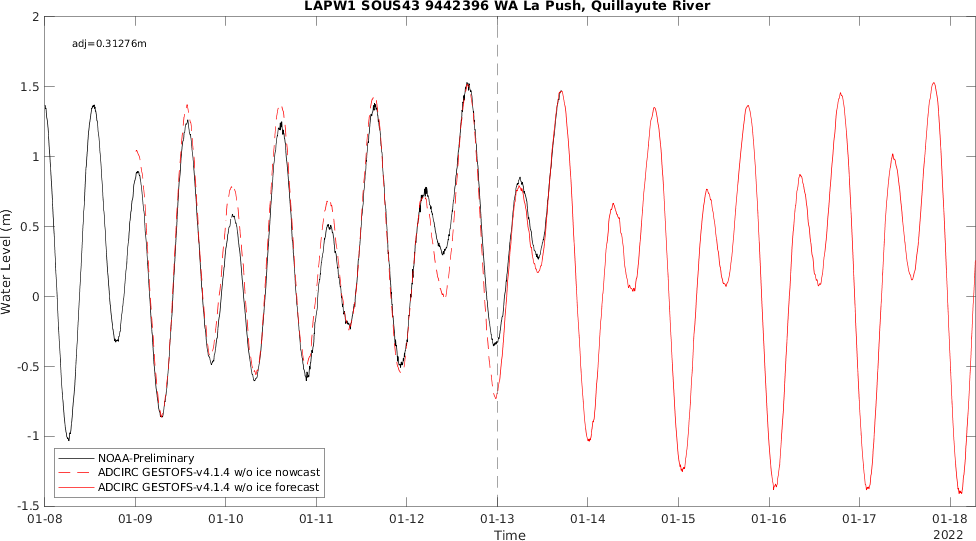 LAPW1 SOUS43 9442396 WA La Push, Quillayute River
adj=0.31276m
2
1.5
1
0.5
0
-0.5
-1
-1.5
Water Level (m)
NOAA-Preliminary
ADCIRC GESTOFS-v4.1.4 w/o ice nowcast
ADCIRC GESTOFS-v4.1.4 w/o ice forecast
01-08 01-09 01-10 01-11 01-12 01-13 01-14 01-15 01-16 01-17 01-18
Time
2022